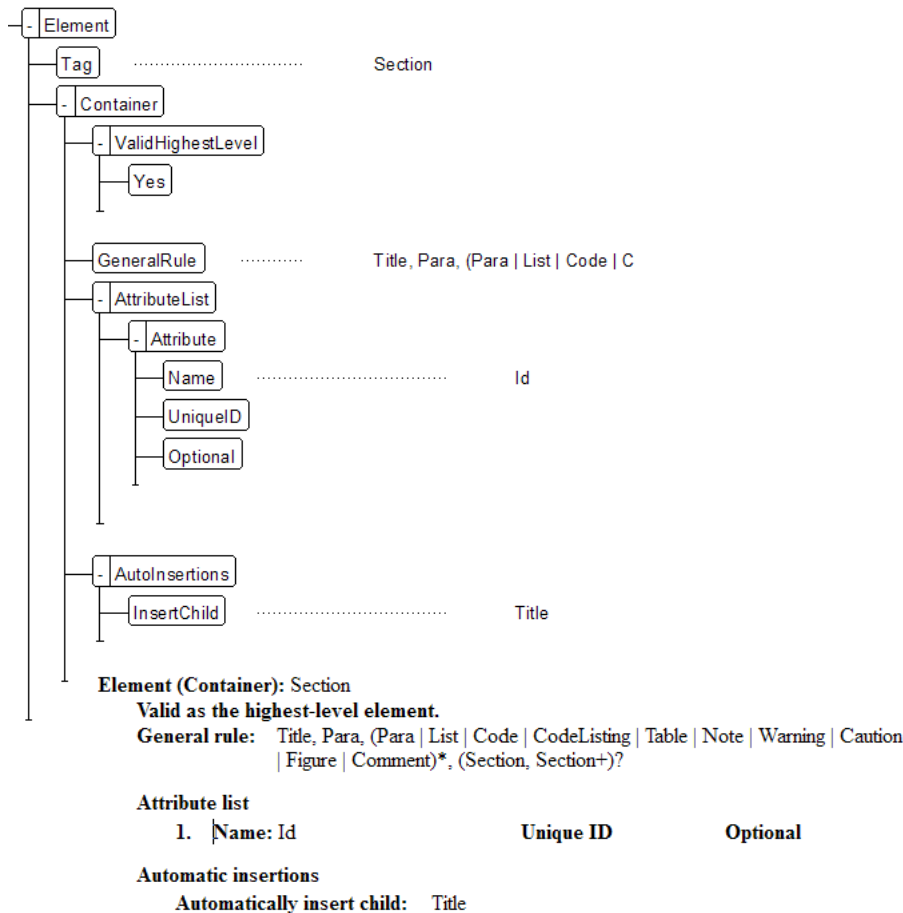 - Element
Tag Section
- Container
- ValidHighestLevel
Yes
GeneralRule Title, Para, (Para | List | Code | C
- AttributeList
- Attribute
Name Id
UniqueID
Optional
- AutoInsertions
InsertChild Title
Element (Container): Section
Valid as the highest-level element.
General rule: Title, Para, (Para | List | Code | CodeListing | Table | Note | Warning | Caution
| Figure | Comment)*, (Section, Section+)?
Attribute list
1. Name: Id Unique ID Optional
Automatic insertions
Automatically insert child: Title